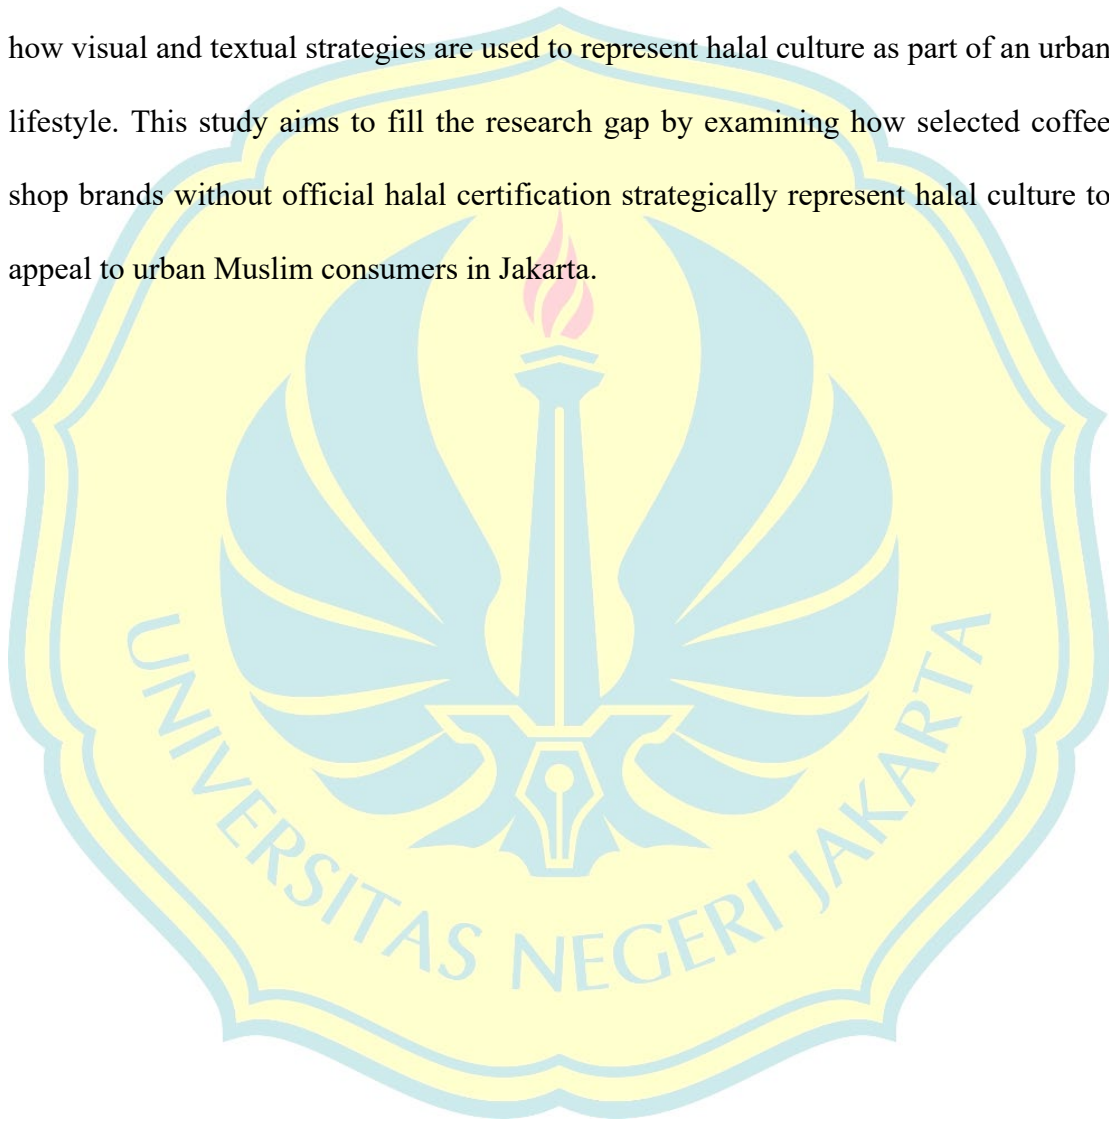 how visual and textual strategies are used to represent halal culture as part of an urban
lifestyle. This study aims to fill the research gap by examining how selected coffee
shop brands without official halal certification strategically represent halal culture to
appeal to urban Muslim consumers in Jakarta.
UNIVERSITAS NEGERI JAKARTA